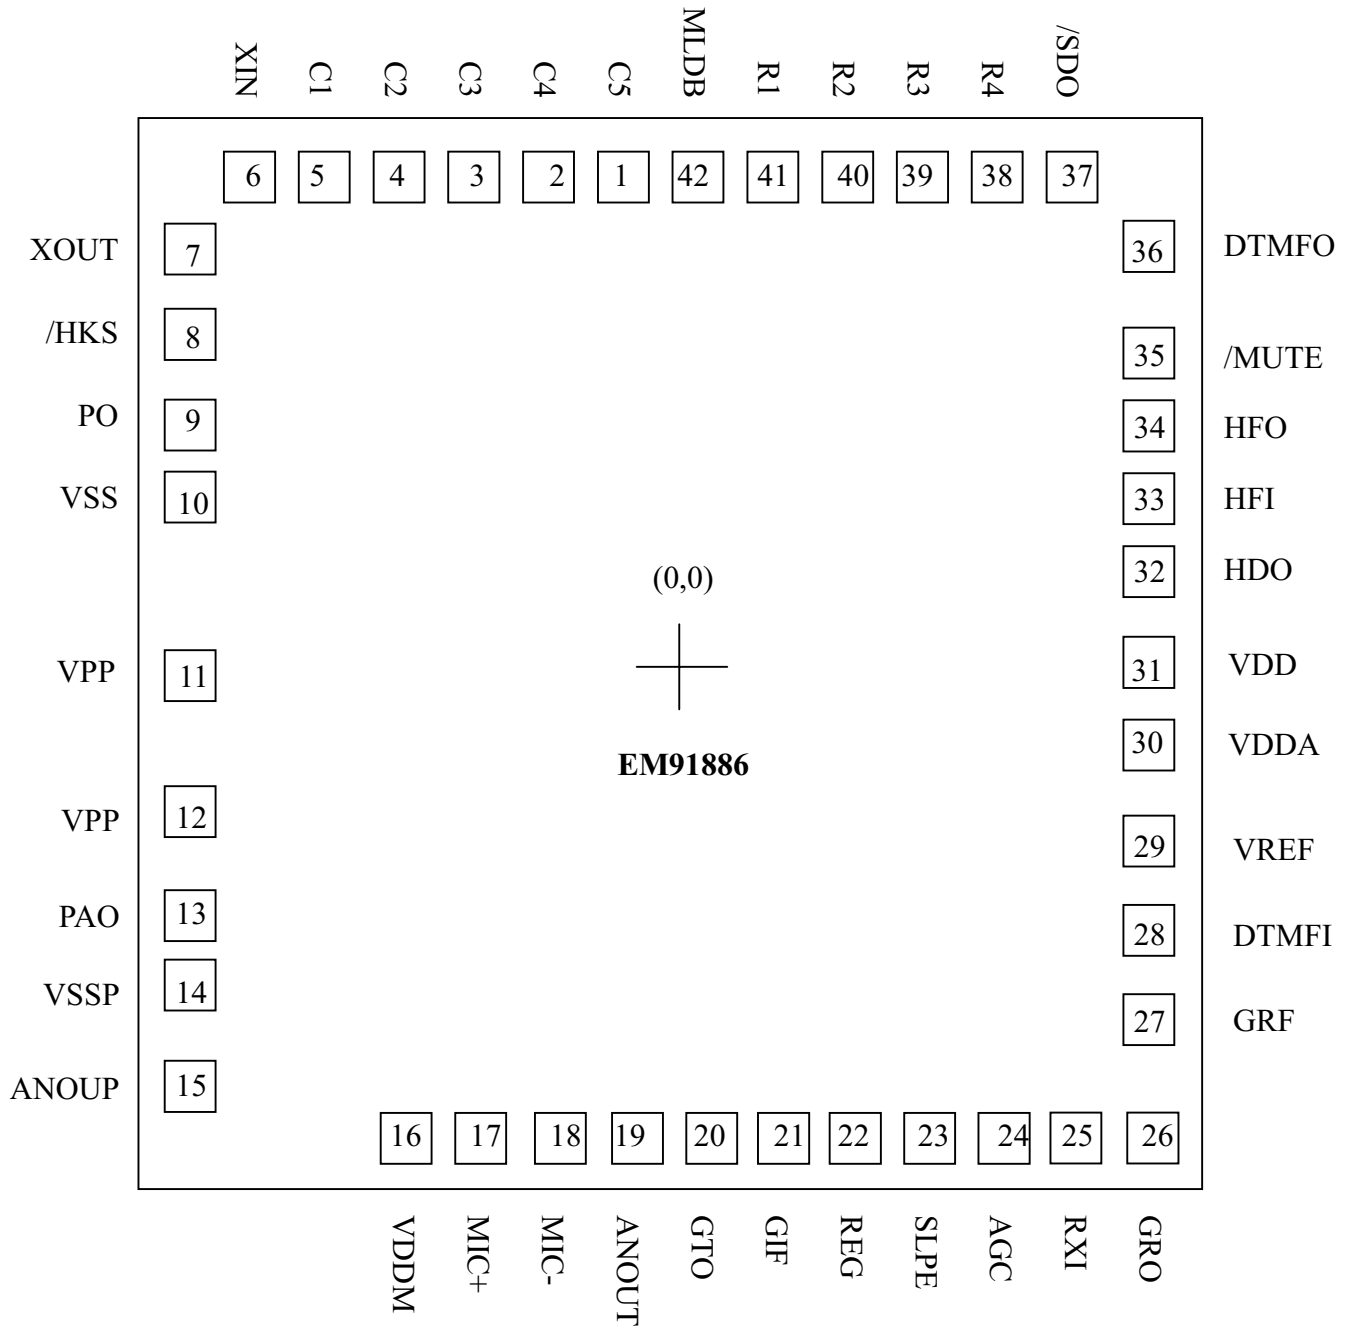 XIN C1 C2 C3 C4 C5 MLDB R1 R2 R3 R4 /SDO
6 5 4 3 2 1 42 41 40 39 38 37
XOUT 7 36 DTMFO
/HKS 8 35 /MUTE
PO 9 34 HFO
VSS 10 33 HFI
(0,0) 32 HDO
VPP 11 31 VDD
EM91886 30 VDDA
VPP 12 29 VREF
PAO 13 28 DTMFI
VSSP 14 27 GRF
ANOUP 15
16 17 18 19 20 21 22 23 24 25 26
VDDM MIC+ MIC- ANOUT GTO GIF REG SLPE AGC RXI GRO